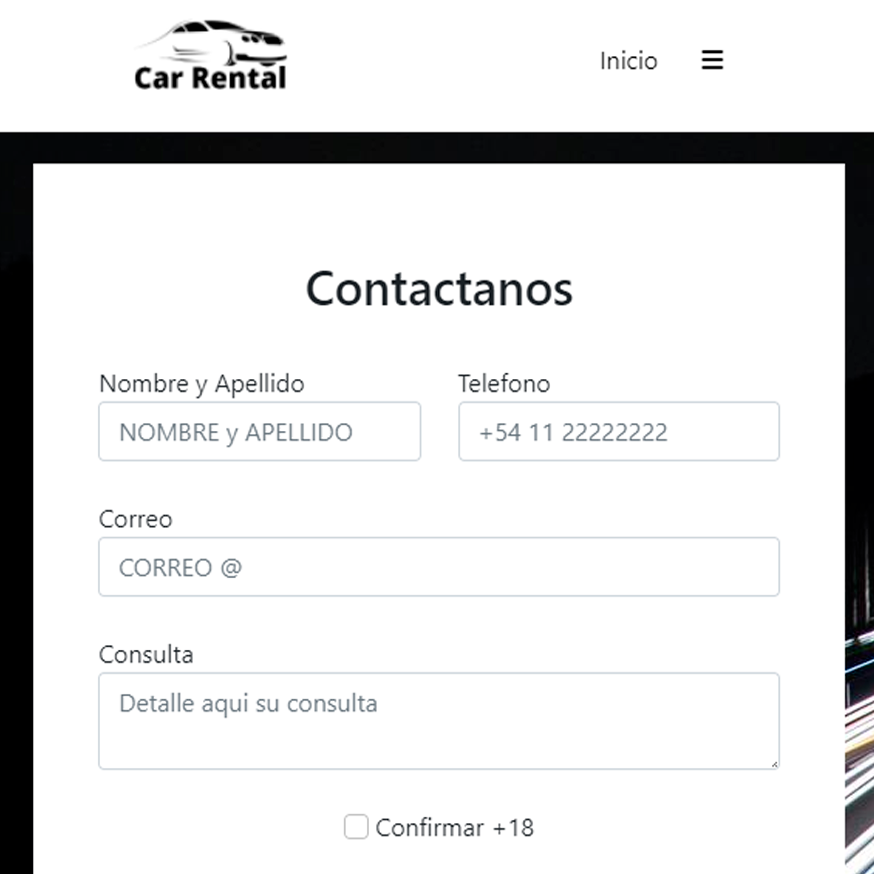 Car Rental
Inicio
Contactanos
Nombre y Apellido
Telefono
NOMBRE y APELLIDO
+54 11 22222222
Correo
CORREO @
Consulta
Detalle aqui su consulta
Confirmar +18